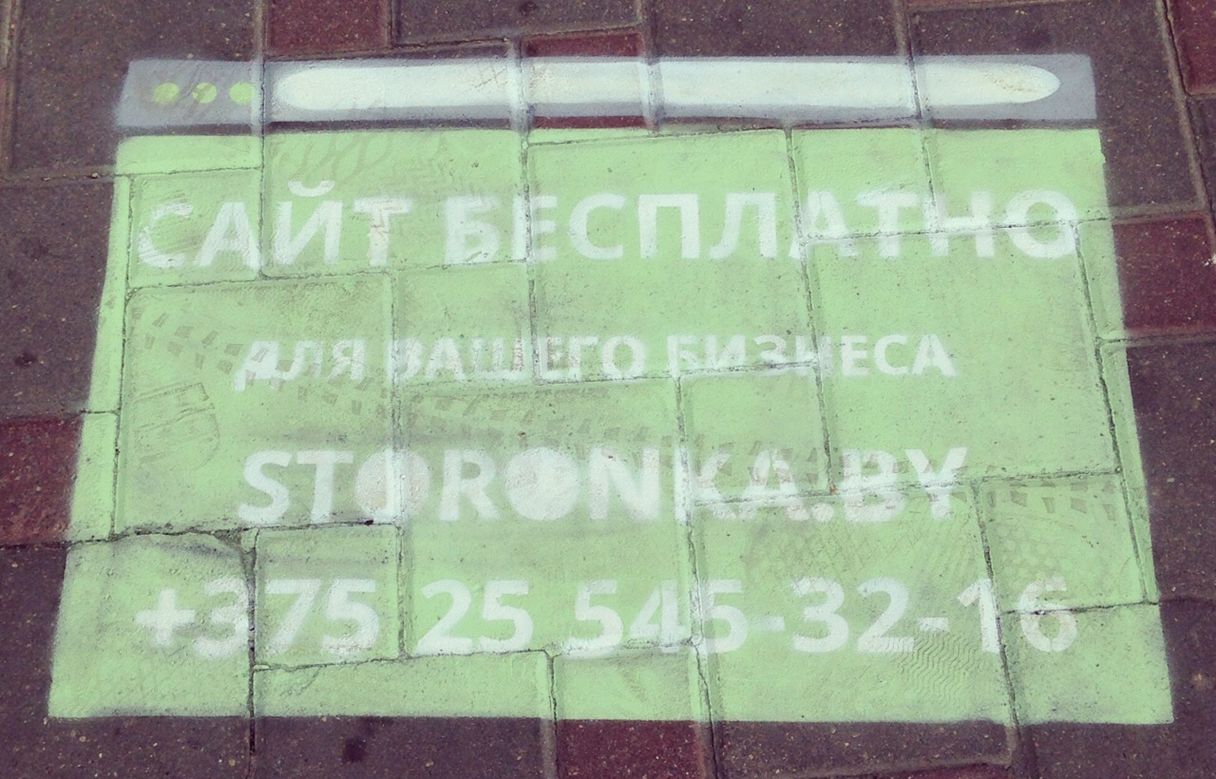 САЙТ БЕСПЛАТНО
ДЛЯ ВАШЕГО БИЗНЕСА
STORONKA.BY
+375 25 545-32-16